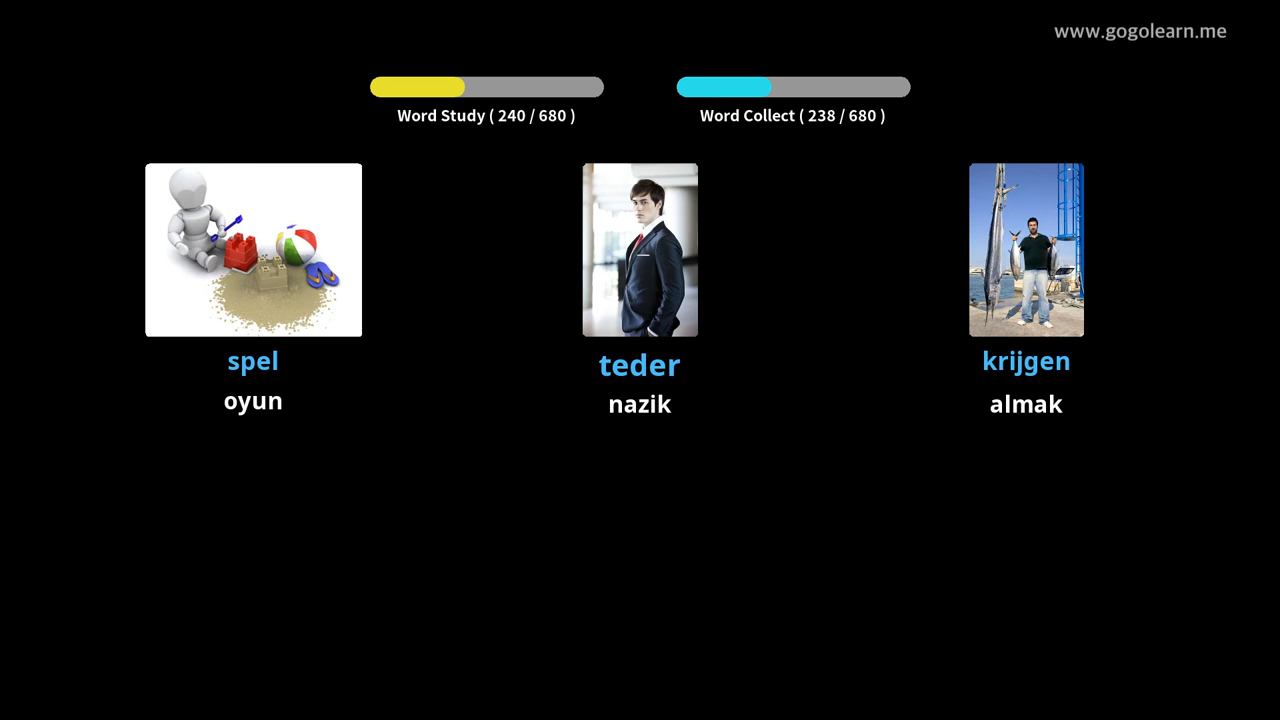 www.gogolearn.me
Word Study ( 240 / 680 )
Word Collect ( 238 / 680 )
spel
teder
krijgen
oyun
nazik
almak